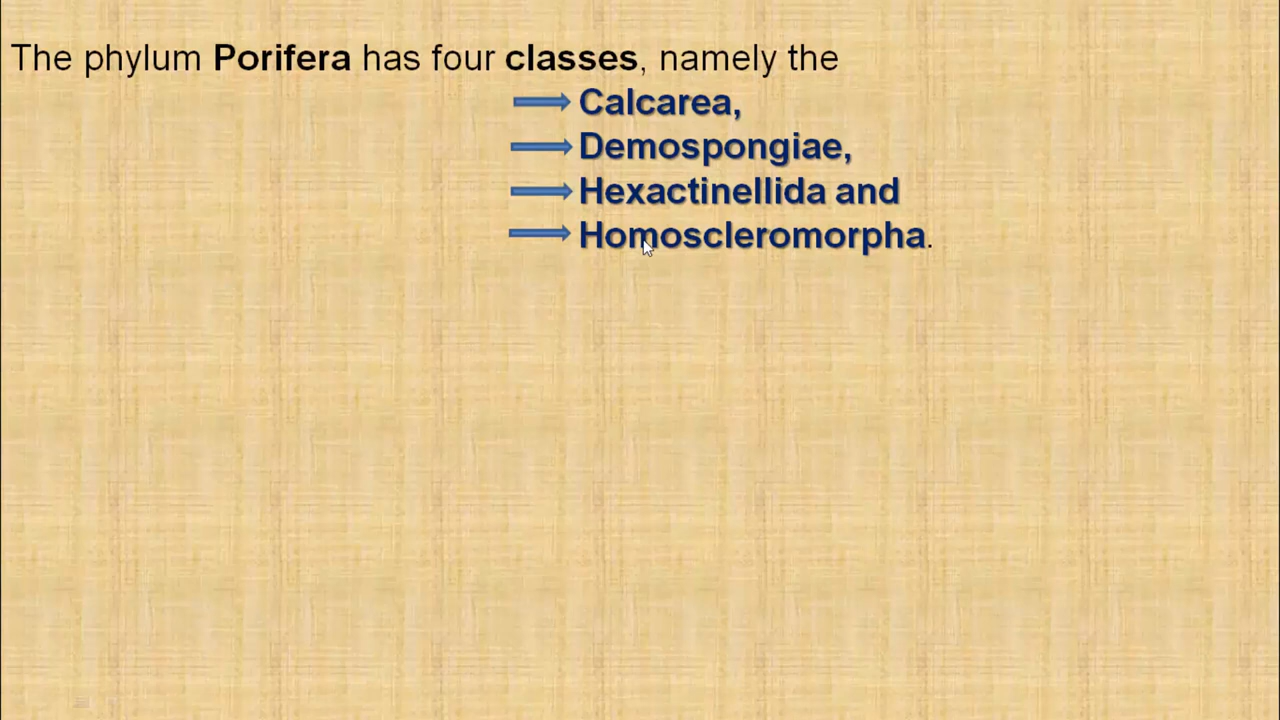 The phylum Porifera has four classes, namely the
Calcarea,
Demospongiae,
Hexactinellida and
Homoscleromorpha.